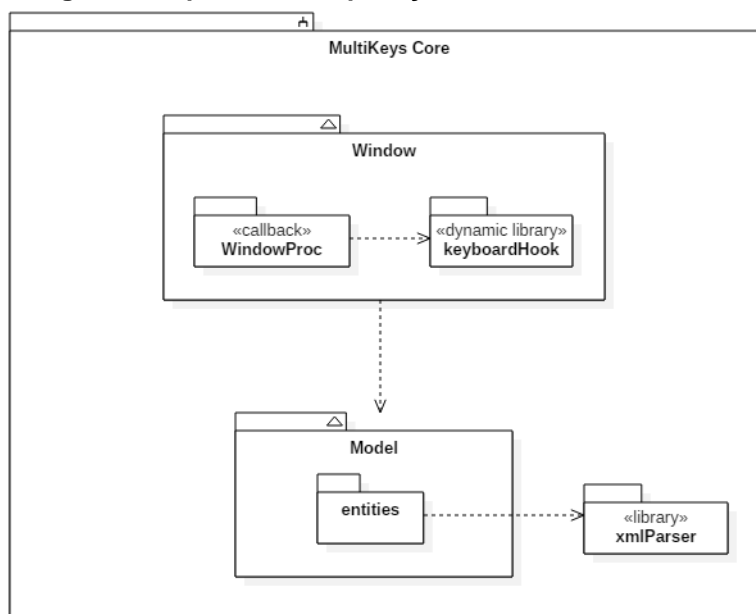 MultiKeys Core
Window
«callback»
WindowProc
«dynamic library»
keyboardHook
Model
entities
«library»
xmlParser